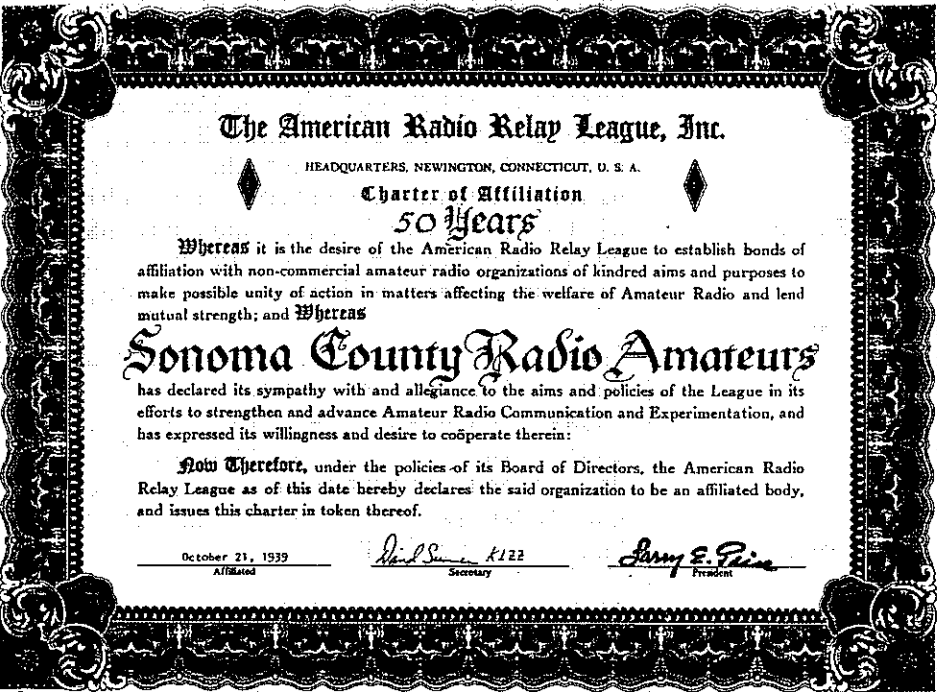 The American Radio Relay League, Inc.
HEADQUARTERS, NEWINGTON, CONNECTICUT, U. S. A.
Charter of Affiliation
50 Years
Whereas it is the desire of the American Radio Relay League to establish bonds of
affiliation with non-commercial amateur radio organizations of kindred aims and purposes to
make possible unity of action in matters affecting the welfare of Amateur Radio and lend
mutual strength; and Whereas
Sonoma County Radio Amateurs
has declared its sympathy with and allegiance to the aims and policies of the League in its
efforts to strengthen and advance Amateur Radio Communication and Experimentation, and
has expressed its willingness and desire to coöperate therein:
Now Therefore, under the policies of its Board of Directors, the American Radio
Relay League as of this date hereby declares the said organization to be an affiliated body,
and issues this charter in token thereof.
October 21, 1939 David Sumner K1ZZ Larry E. Price
Affiliated Secretary President